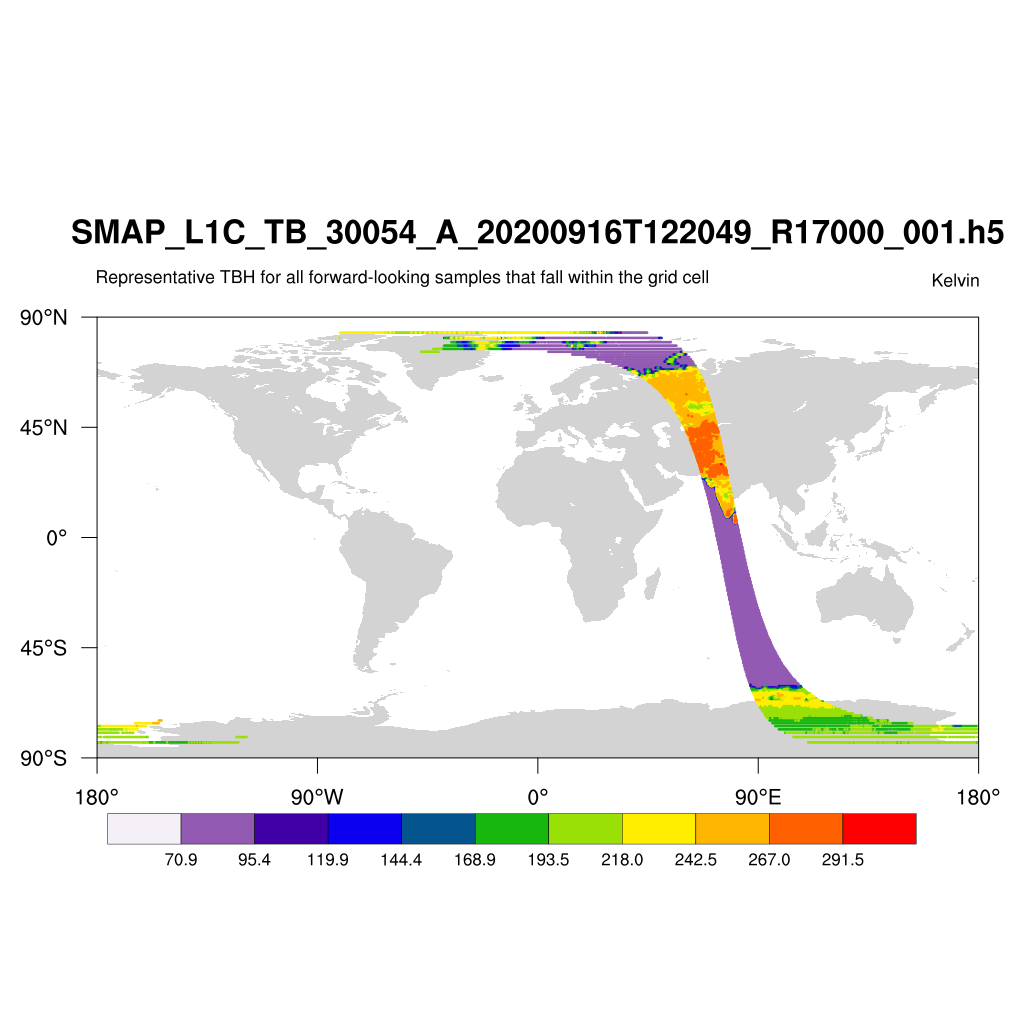 SMAP_L1C_TB_30054_A_20200916T122049_R17000_001.h5
Representative TBH for all forward-looking samples that fall within the grid cell
Kelvin
90°N
45°N
0°
45°S
90°S
180° 90°W 0° 90°E 180°
70.9 95.4 119.9 144.4 168.9 193.5 218.0 242.5 267.0 291.5